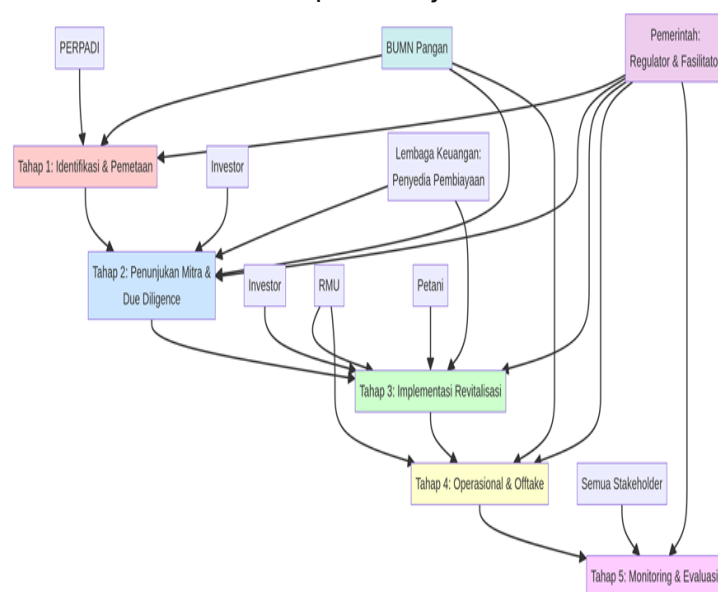 PERPADI
BUMN Pangan
Pemerintah:
Regulator & Fasilitato
Tahap 1: Identifikasi & Pemetaan
Investor
Lembaga Keuangan:
Penyedia Pembiayaan
Tahap 2: Penunjukan Mitra &
Due Diligence
Investor
RMU
Petani
Tahap 3: Implementasi Revitalisasi
Tahap 4: Operasional & Offtake
Semua Stakeholder
Tahap 5: Monitoring & Evaluasi